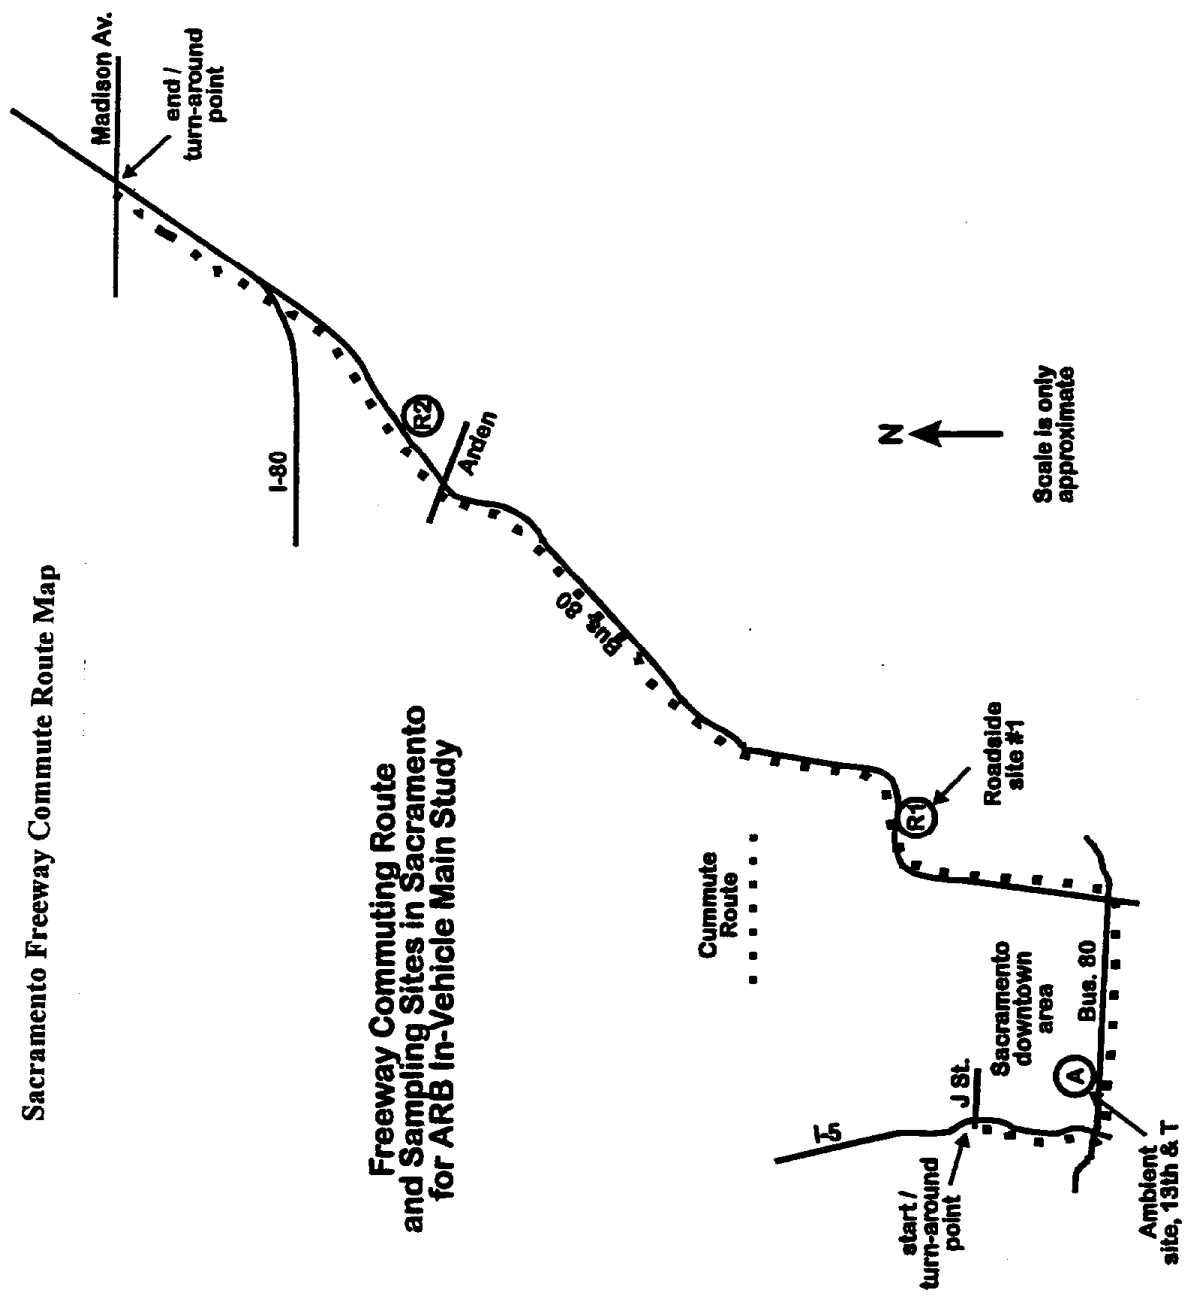 Sacramento Freeway Commute Route Map
Freeway Commuting Route
and Sampling Sites in Sacramento
for ARB In-Vehicle Main Study
Madison Av.
end /
turn-around
point
I-80
R2
Arden
Bus. 80
N
Scale is only
approximate
Cummute
Route
R1
Roadside
site #1
I-5
J St.
start /
turn-around
point
Sacramento
downtown
area
Bus. 80
A
Ambient
site, 13th & T